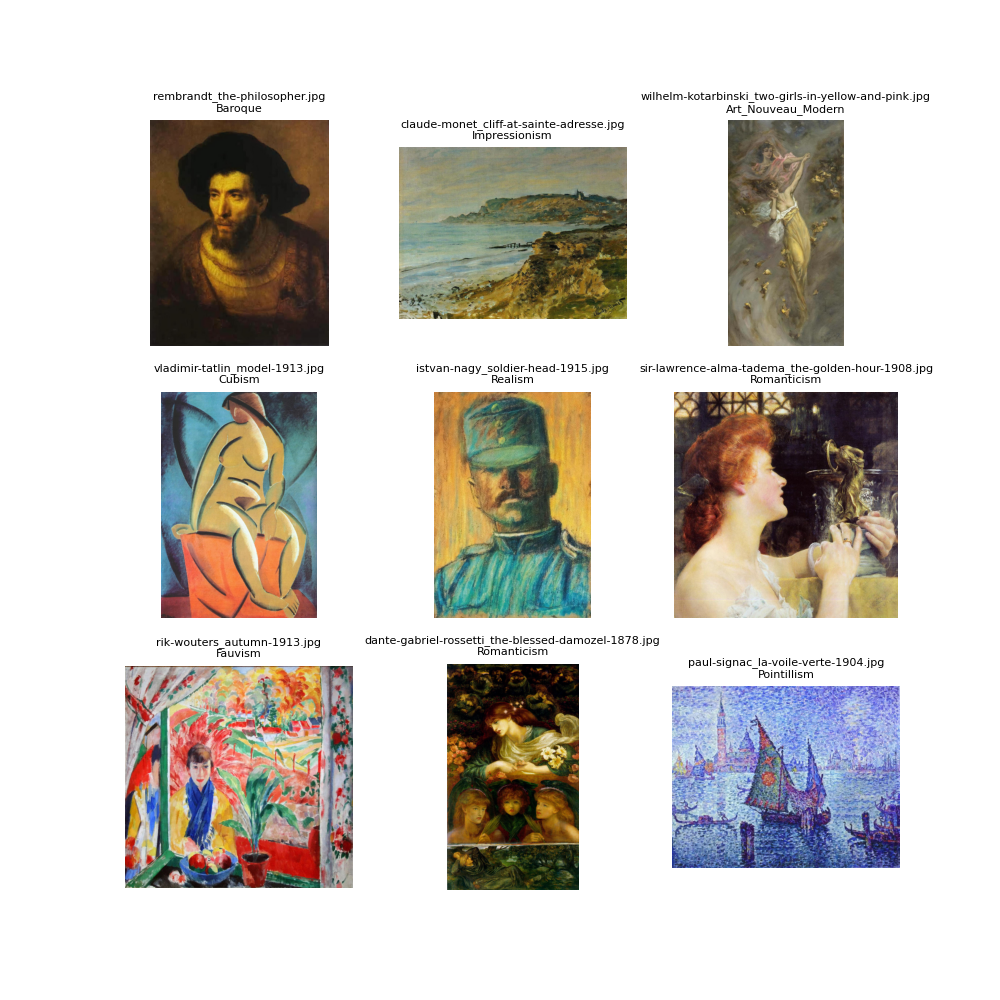 rembrandt_the-philosopher.jpg
Baroque
claude-monet_cliff-at-sainte-adresse.jpg
Impressionism
wilhelm-kotarbinski_two-girls-in-yellow-and-pink.jpg
Art_Nouveau_Modern
vladimir-tatlin_model-1913.jpg
Cubism
istvan-nagy_soldier-head-1915.jpg
Realism
sir-lawrence-alma-tadema_the-golden-hour-1908.jpg
Romanticism
rik-wouters_autumn-1913.jpg
Fauvism
dante-gabriel-rossetti_the-blessed-damozel-1878.jpg
Romanticism
paul-signac_la-voile-verte-1904.jpg
Pointillism